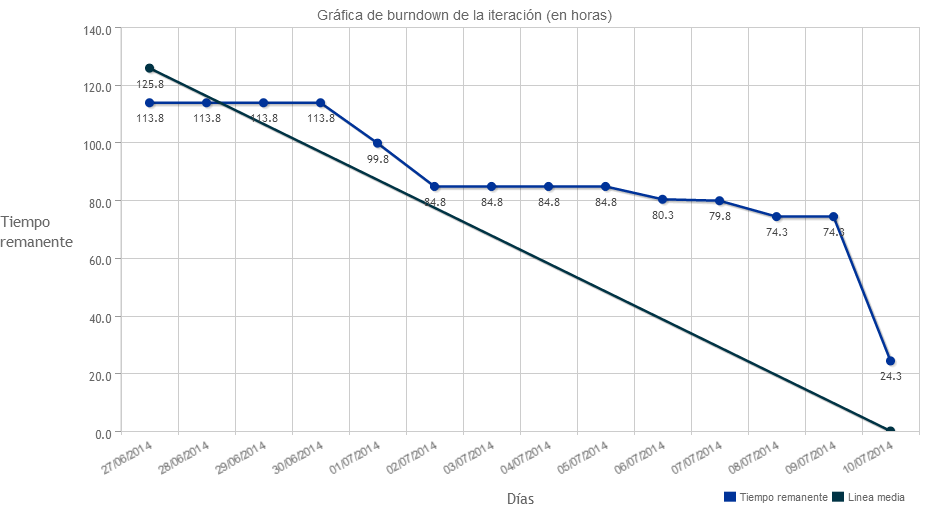 Gráfica de burndown de la iteración (en horas)
140.0
120.0
100.0
80.0
60.0
40.0
20.0
0.0
Tiempo
remanente
125.8
113.8 113.8 113.8 113.8
99.8
84.8 84.8 84.8 84.8
80.3 79.8
74.3 74.3
24.3
27/06/2014 28/06/2014 29/06/2014 30/06/2014 01/07/2014 02/07/2014 03/07/2014 04/07/2014 05/07/2014 06/07/2014 07/07/2014 08/07/2014 09/07/2014 10/07/2014
Días
Tiempo remanente Linea media